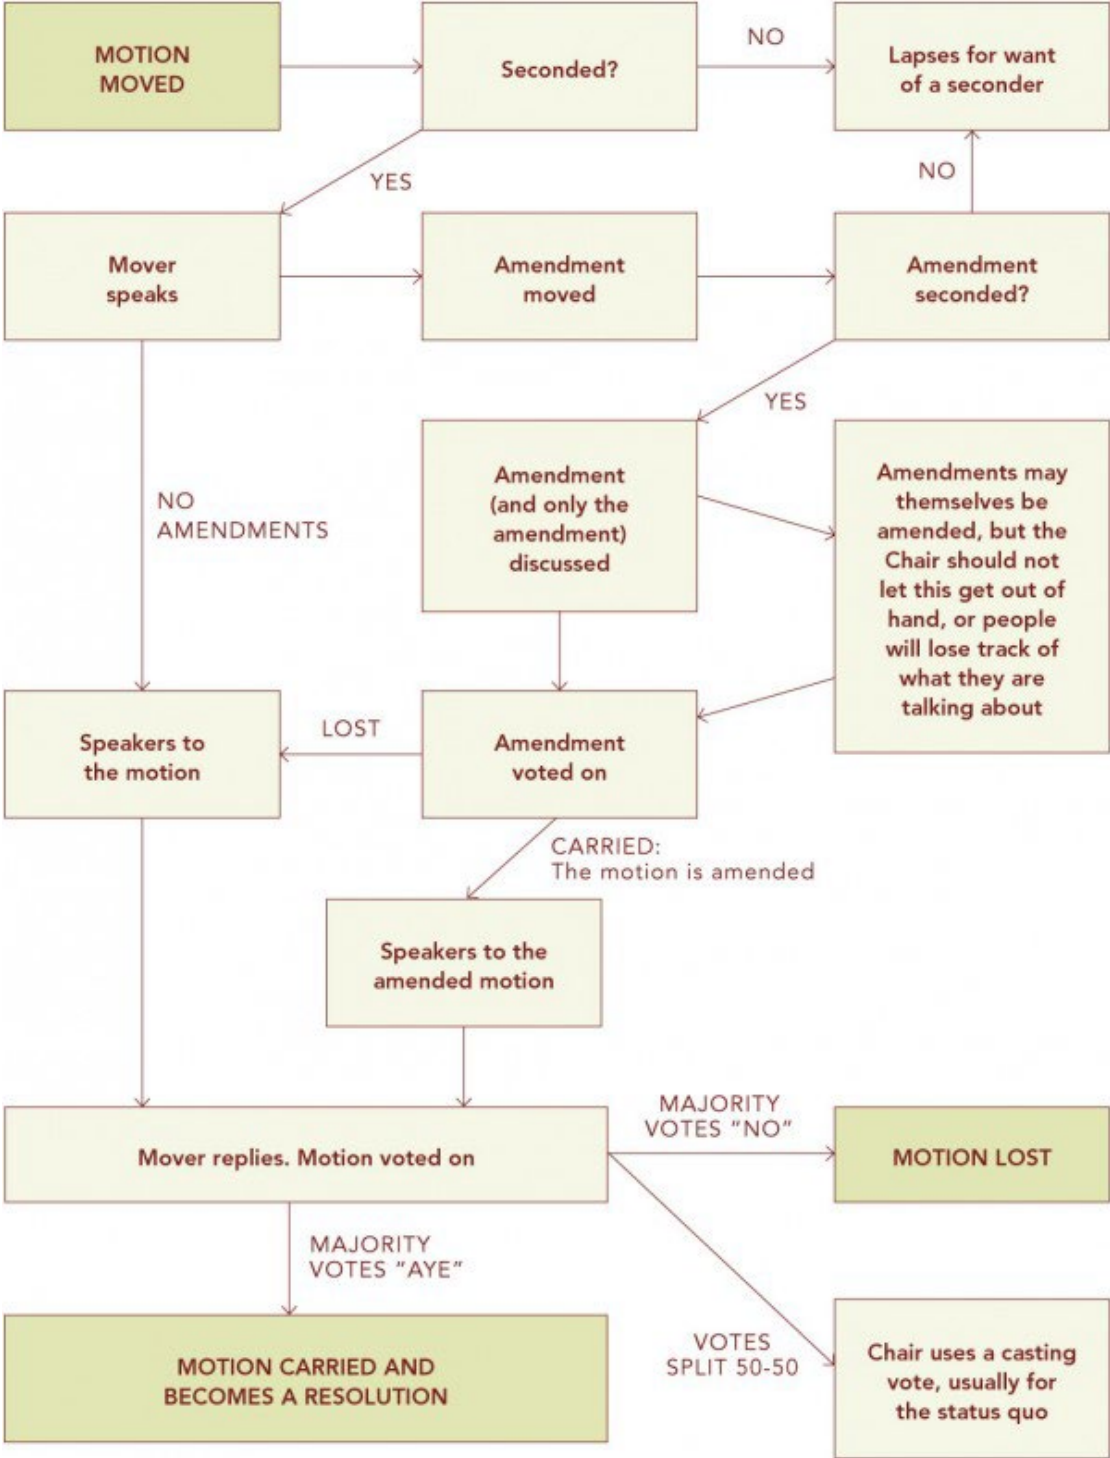 MOTION
MOVED
Seconded?
NO
Lapses for want
of a seconder
YES
NO
Mover
speaks
Amendment
moved
Amendment
seconded?
YES
NO
AMENDMENTS
Amendment
(and only the
amendment)
discussed
Amendments may
themselves be
amended, but the
Chair should not
let this get out of
hand, or people
will lose track of
what they are
talking about
Speakers to
the motion
LOST
Amendment
voted on
CARRIED:
The motion is amended
Speakers to the
amended motion
Mover replies. Motion voted on
MAJORITY
VOTES “NO”
MOTION LOST
MAJORITY
VOTES “AYE”
MOTION CARRIED AND
BECOMES A RESOLUTION
VOTES
SPLIT 50-50
Chair uses a casting
vote, usually for
the status quo